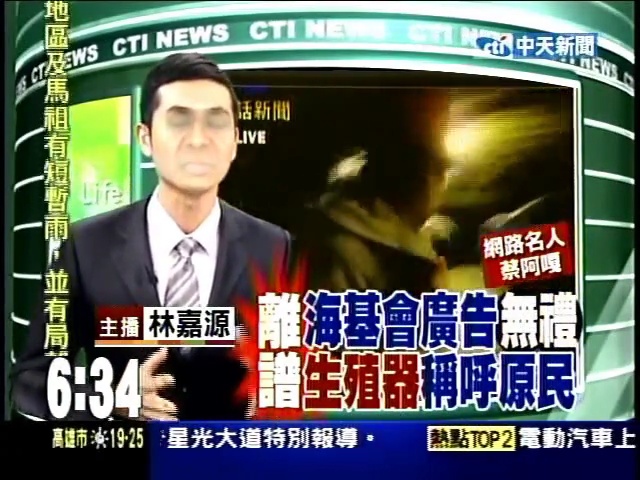 CTI NEWS CTI NEWS CTI NEWS
cti 中天新聞
地區及馬祖有短暫雨，並有局
話新聞
LIVE
Life
網路名人
蔡阿嘎
主播 林嘉源
離譜
海基會廣告無禮
生殖器稱呼原民
6:34
高雄市 19-25
星光大道特別報導。
熱點TOP2 電動汽車上